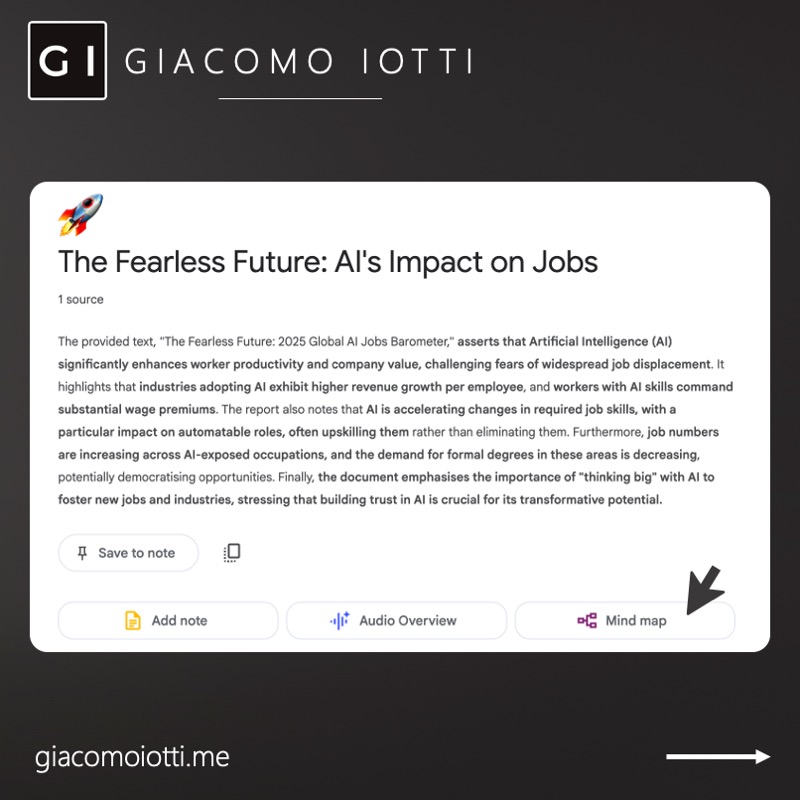 GI GIACOMO IOTTI
The Fearless Future: AI's Impact on Jobs
1 source
The provided text, "The Fearless Future: 2025 Global AI Jobs Barometer," asserts that Artificial Intelligence (AI)
significantly enhances worker productivity and company value, challenging fears of widespread job displacement. It
highlights that industries adopting AI exhibit higher revenue growth per employee, and workers with AI skills command
substantial wage premiums. The report also notes that AI is accelerating changes in required job skills, with a
particular impact on automatable roles, often upskilling them rather than eliminating them. Furthermore, job numbers
are increasing across AI-exposed occupations, and the demand for formal degrees in these areas is decreasing,
potentially democratising opportunities. Finally, the document emphasises the importance of "thinking big" with AI to
foster new jobs and industries, stressing that building trust in AI is crucial for its transformative potential.
Save to note
Add note Audio Overview Mind map
giacomoiotti.me